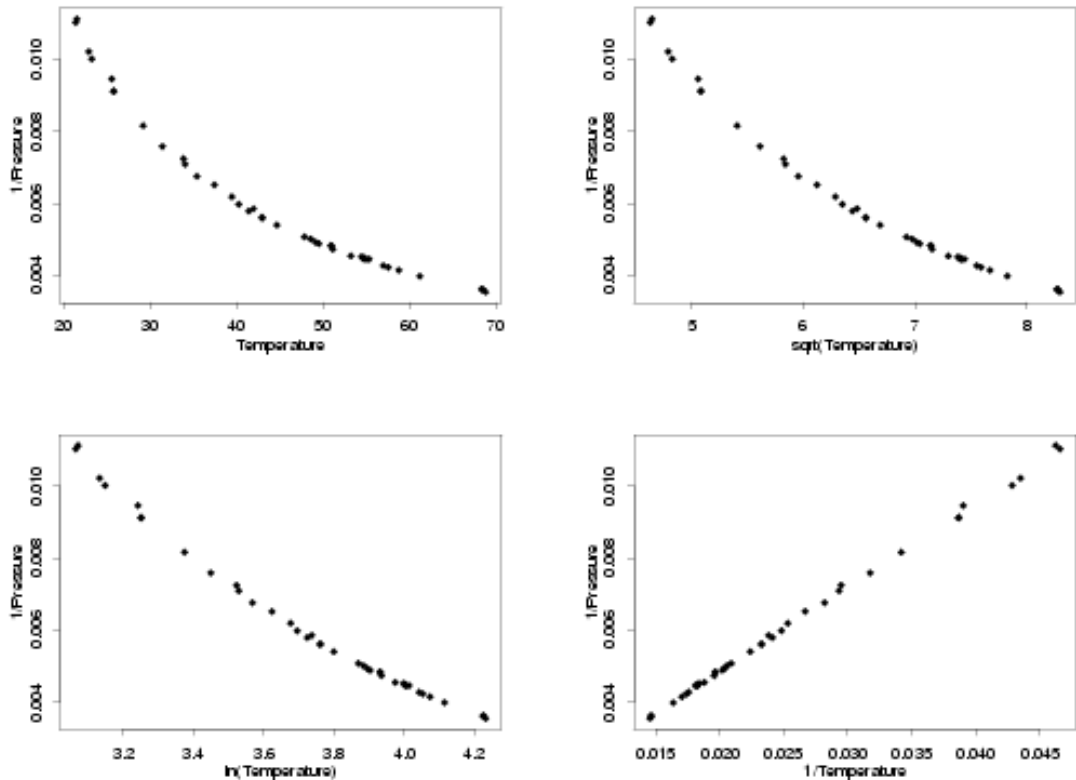 1/Pressure
0.004 0.006 0.008 0.010
20 30 40 50 60 70
Temperature
1/Pressure
0.004 0.006 0.008 0.010
5 6 7 8
sqrt(Temperature)
1/Pressure
0.004 0.006 0.008 0.010
3.2 3.4 3.6 3.8 4.0 4.2
ln(Temperature)
1/Pressure
0.004 0.006 0.008 0.010
0.015 0.020 0.025 0.030 0.035 0.040 0.045
1/Temperature